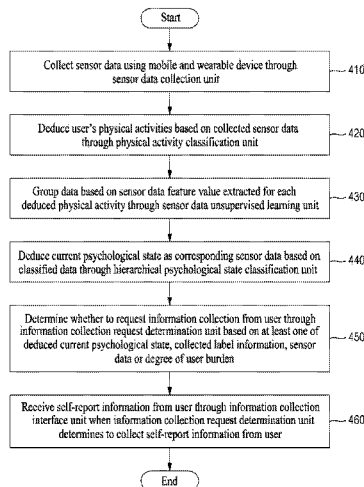 Start
Collect sensor data using mobile and wearable device through
sensor data collection unit
410
Deduce user's physical activities based on collected sensor data
through physical activity classification unit
420
Group data based on sensor data feature value extracted for each
deduced physical activity through sensor data unsupervised learning unit
430
Deduce current psychological state as corresponding sensor data based on
classified data through hierarchical psychological state classification unit
440
Determine whether to request information collection from user through
information collection request determination unit based on at least one of
deduced current psychological state, collected label information, sensor
data or degree of user burden
450
Receive self-report information from user through information collection
interface unit when information collection request determination unit
determines to collect self-report information from user
460
End